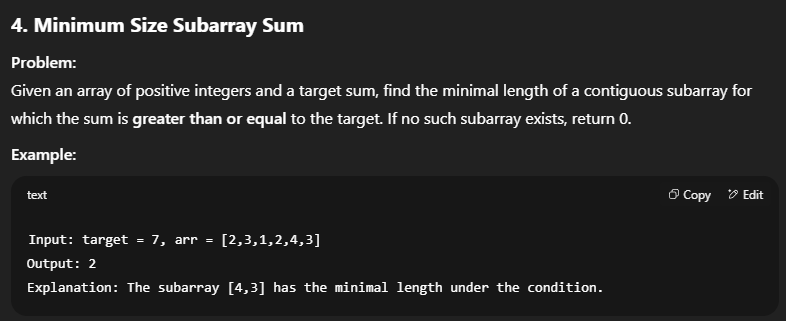 4. Minimum Size Subarray Sum
Problem:
Given an array of positive integers and a target sum, find the minimal length of a contiguous subarray for
which the sum is greater than or equal to the target. If no such subarray exists, return 0.
Example:
text
Copy
Edit
Input: target = 7, arr = [2,3,1,2,4,3]
Output: 2
Explanation: The subarray [4,3] has the minimal length under the condition.